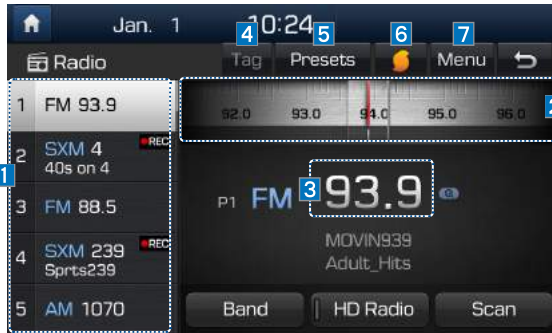 Jan. 1 10:24
4 5 6 7
Radio Tag Presets Menu
1 FM 93.9
92.0 93.0 94.0 95.0 96.0 2
2 SXM 4 REC
40s on 4
1
3 FM 88.5
P1 FM 3 93.9
4 SXM 239 REC
Sprts239
MOVIN939
Adult_Hits
5 AM 1070
Band HD Radio Scan